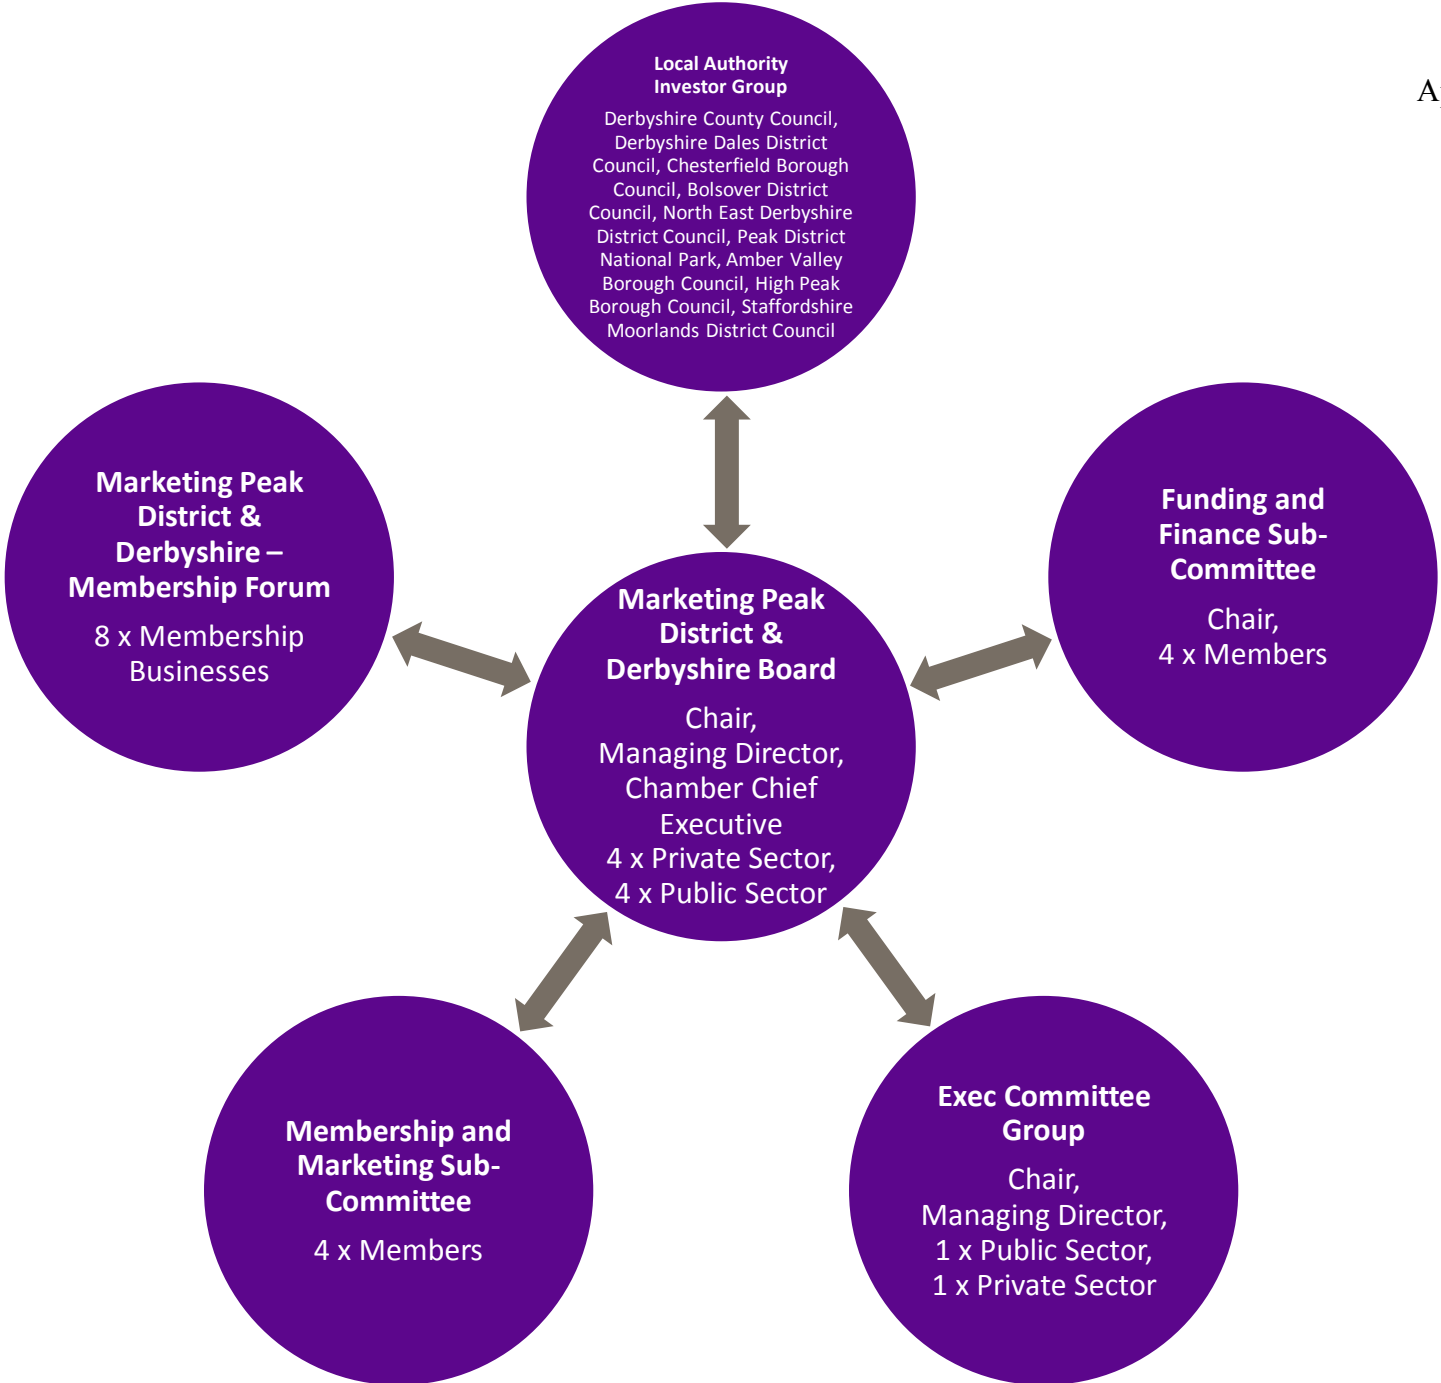 Local Authority
Investor Group
Derbyshire County Council,
Derbyshire Dales District
Council, Chesterfield Borough
Council, Bolsover District
Council, North East Derbyshire
District Council, Peak District
National Park, Amber Valley
Borough Council, High Peak
Borough Council, Staffordshire
Moorlands District Council
Marketing Peak
District &
Derbyshire –
Membership Forum
8 x Membership
Businesses
Funding and
Finance Sub-
Committee
Chair,
4 x Members
Marketing Peak
District &
Derbyshire Board
Chair,
Managing Director,
Chamber Chief
Executive
4 x Private Sector,
4 x Public Sector
Membership and
Marketing Sub-
Committee
4 x Members
Exec Committee
Group
Chair,
Managing Director,
1 x Public Sector,
1 x Private Sector